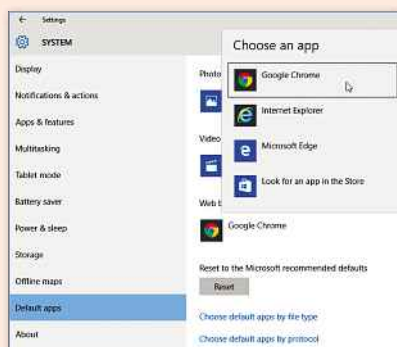 Settings
SYSTEM
Display
Notifications & actions
Apps & features
Multitasking
Tablet mode
Battery saver
Power & sleep
Storage
Offline maps
Default apps
About
Choose an app
Photo
Google Chrome
Internet Explorer
Video
Microsoft Edge
Look for an app in the Store
Web b
Google Chrome
Reset to the Microsoft recommended defaults
Reset
Choose default apps by file type
Choose default apps by protocol